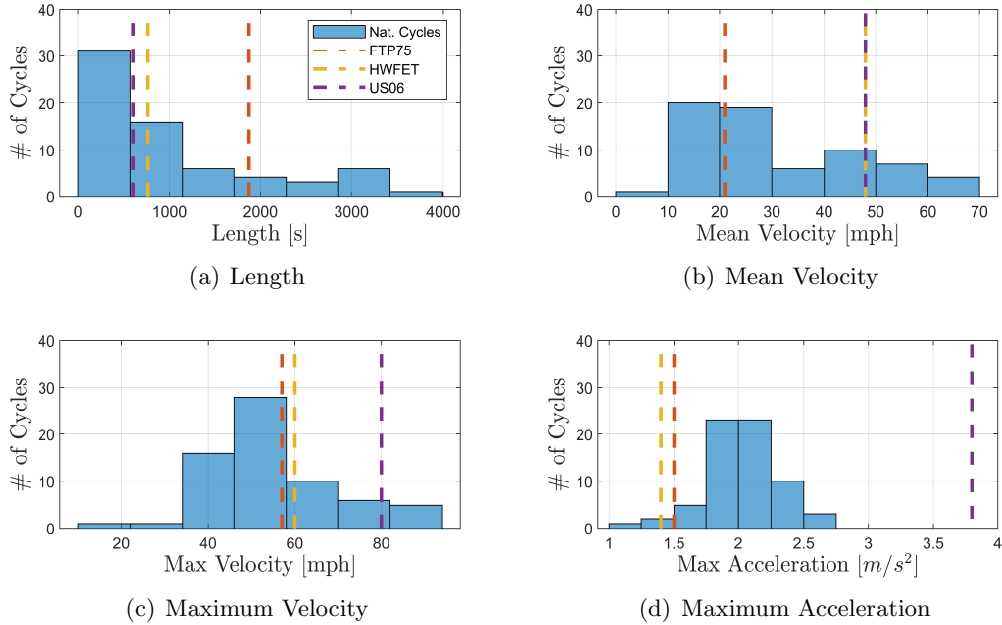 40
30
20
10
0
# of Cycles
0 1000 2000 3000 4000
Length [s]
Nat. Cycles
FTP75
HWFET
US06
(a) Length
40
30
20
10
0
# of Cycles
0 10 20 30 40 50 60 70
Mean Velocity [mph]
(b) Mean Velocity
40
30
20
10
0
# of Cycles
20 40 60 80
Max Velocity [mph]
(c) Maximum Velocity
40
30
20
10
0
# of Cycles
1 1.5 2 2.5 3 3.5 4
Max Acceleration [m/s²]
(d) Maximum Acceleration